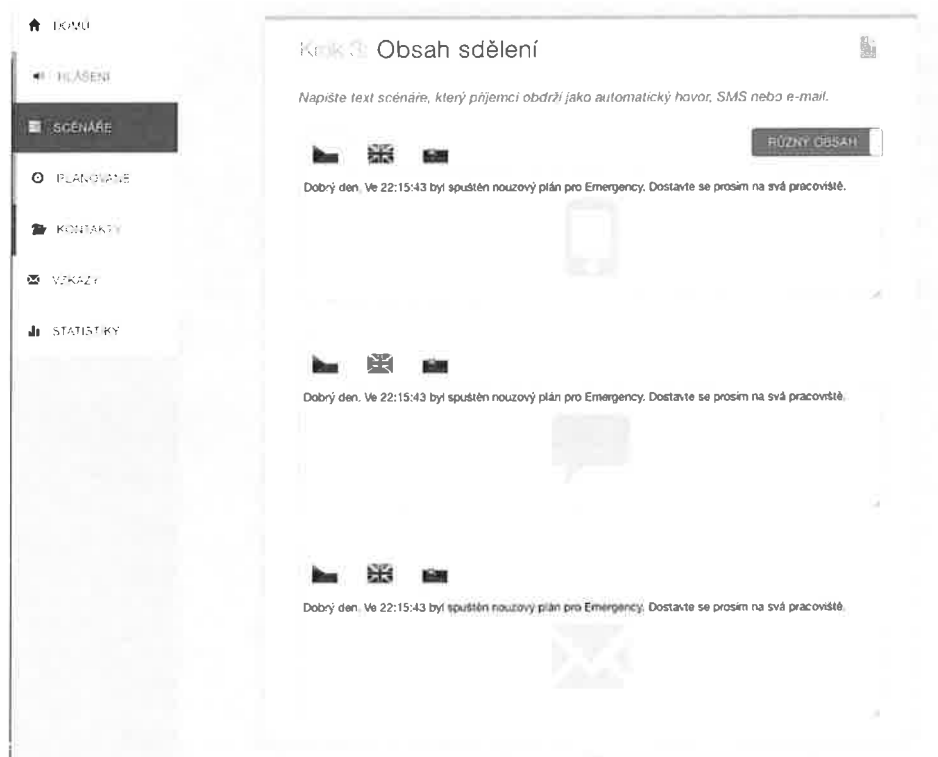 DOMŮ
HLÁŠENÍ
SCÉNÁŘE
PLÁNOVANÉ
KONTAKTY
VZKAZY
STATISTIKY
Krok 3: Obsah sdělení
Napište text scénáře, který příjemci obdrží jako automatický hovor, SMS nebo e-mail.
RŮZNÝ OBSAH
Dobrý den. Ve 22:15:43 byl spuštěn nouzový plán pro Emergency. Dostavte se prosím na svá pracoviště.
Dobrý den. Ve 22:15:43 byl spuštěn nouzový plán pro Emergency. Dostavte se prosím na svá pracoviště.
Dobrý den. Ve 22:15:43 byl spuštěn nouzový plán pro Emergency. Dostavte se prosím na svá pracoviště.